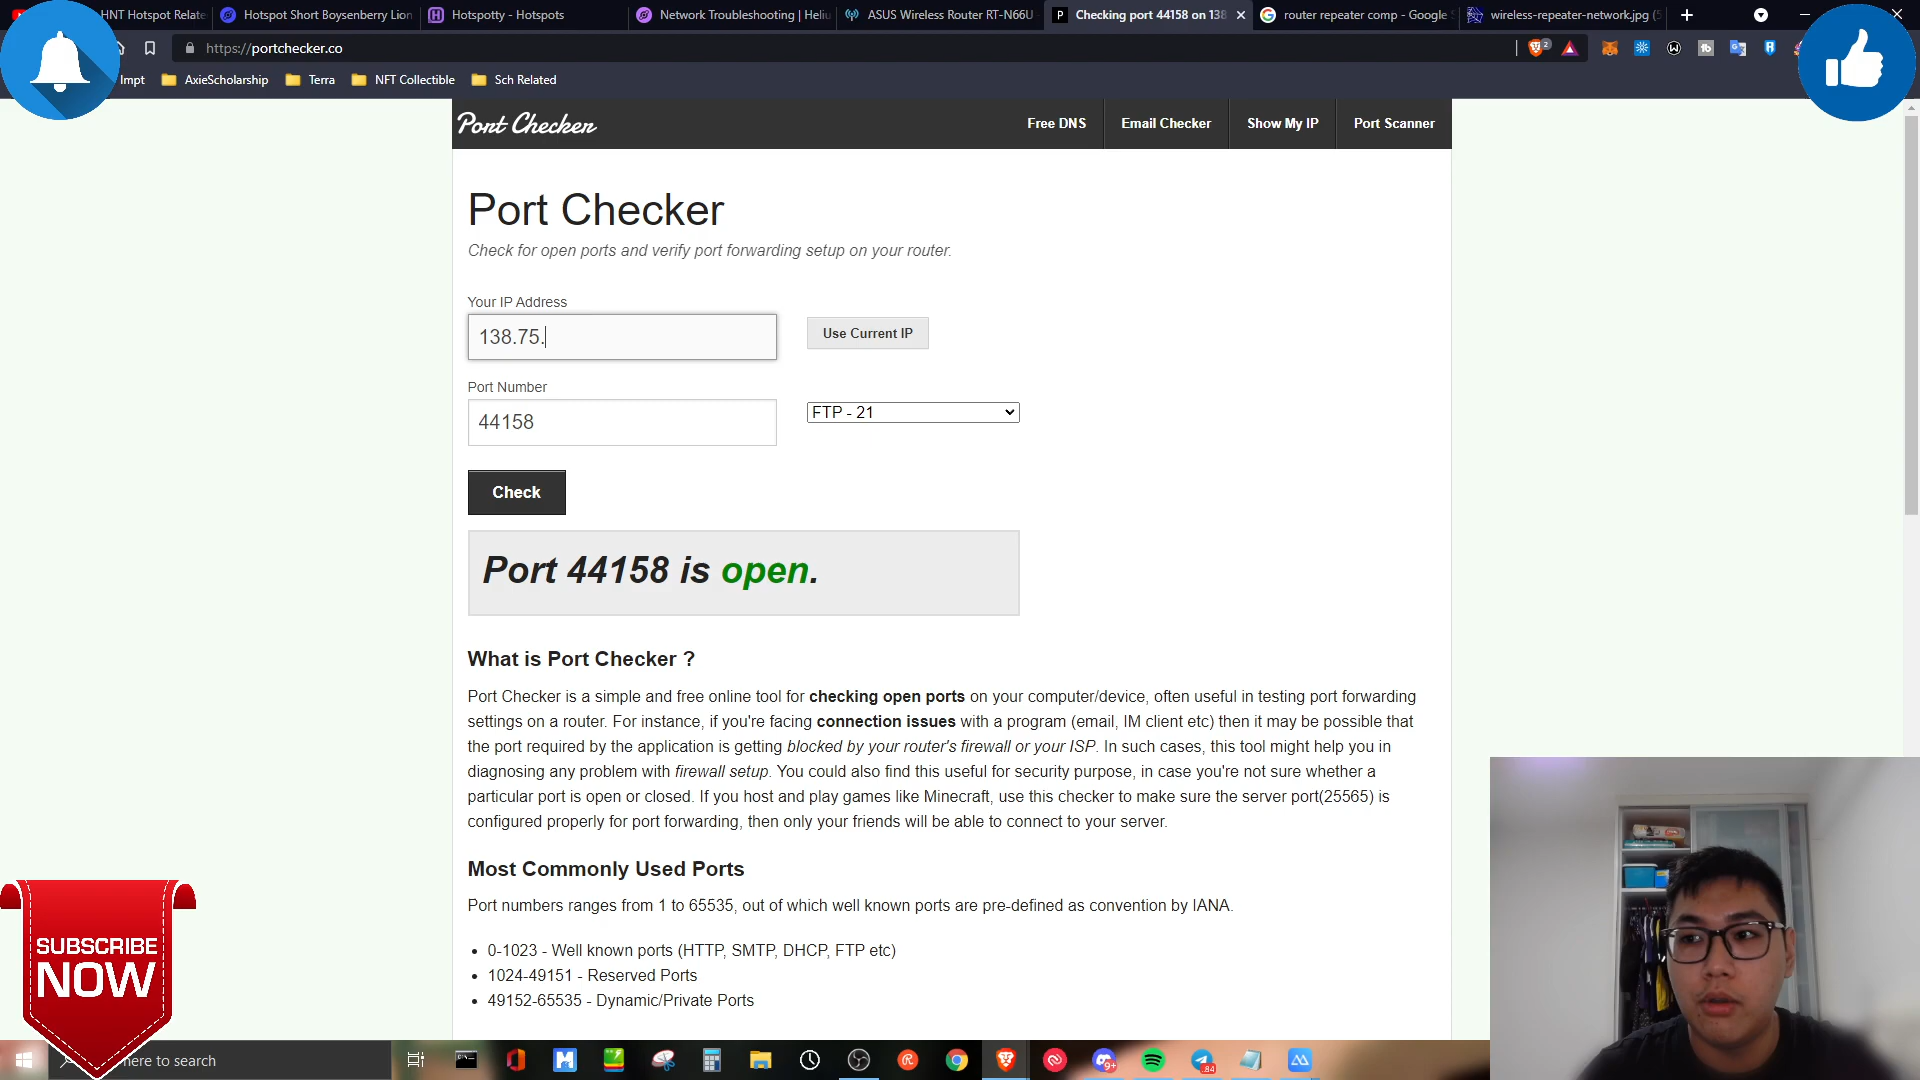 HNT Hotspot Relate
Hotspot Short Boysenberry Lion
Hotspotty - Hotspots
Network Troubleshooting | Heliu
ASUS Wireless Router RT-N66U
Checking port 44158 on 138
router repeater comp - Google S
wireless-repeater-network.jpg (5
https://portchecker.co
2
Impt
AxieScholarship
Terra
NFT Collectible
Sch Related
Port Checker
Free DNS
Email Checker
Show My IP
Port Scanner
Port Checker
Check for open ports and verify port forwarding setup on your router.
Your IP Address
138.75.
Use Current IP
Port Number
44158
FTP - 21
Check
Port 44158 is open.
What is Port Checker ?
Port Checker is a simple and free online tool for checking open ports on your computer/device, often useful in testing port forwarding
settings on a router. For instance, if you're facing connection issues with a program (email, IM client etc) then it may be possible that
the port required by the application is getting blocked by your router's firewall or your ISP. In such cases, this tool might help you in
diagnosing any problem with firewall setup. You could also find this useful for security purpose, in case you're not sure whether a
particular port is open or closed. If you host and play games like Minecraft, use this checker to make sure the server port(25565) is
configured properly for port forwarding, then only your friends will be able to connect to your server.
Most Commonly Used Ports
Port numbers ranges from 1 to 65535, out of which well known ports are pre-defined as convention by IANA.
• 0-1023 - Well known ports (HTTP, SMTP, DHCP, FTP etc)
• 1024-49151 - Reserved Ports
• 49152-65535 - Dynamic/Private Ports
SUBSCRIBE
NOW
here to search